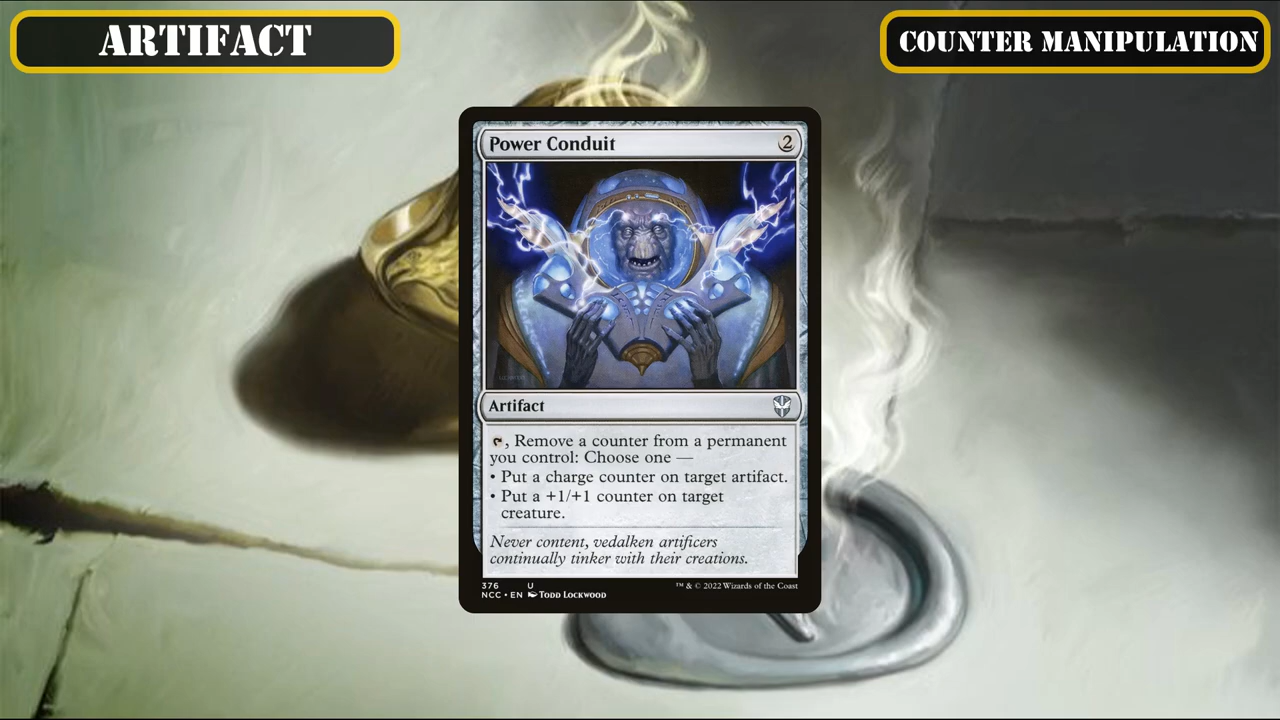 ARTIFACT
COUNTER MANIPULATION
Power Conduit 2
Artifact
, Remove a counter from a permanent
you control: Choose one —
• Put a charge counter on target artifact.
• Put a +1/+1 counter on target
creature.
Never content, vedalken artificers
continually tinker with their creations.
376 U
NCC • EN Todd Lockwood
™ & © 2022 Wizards of the Coast